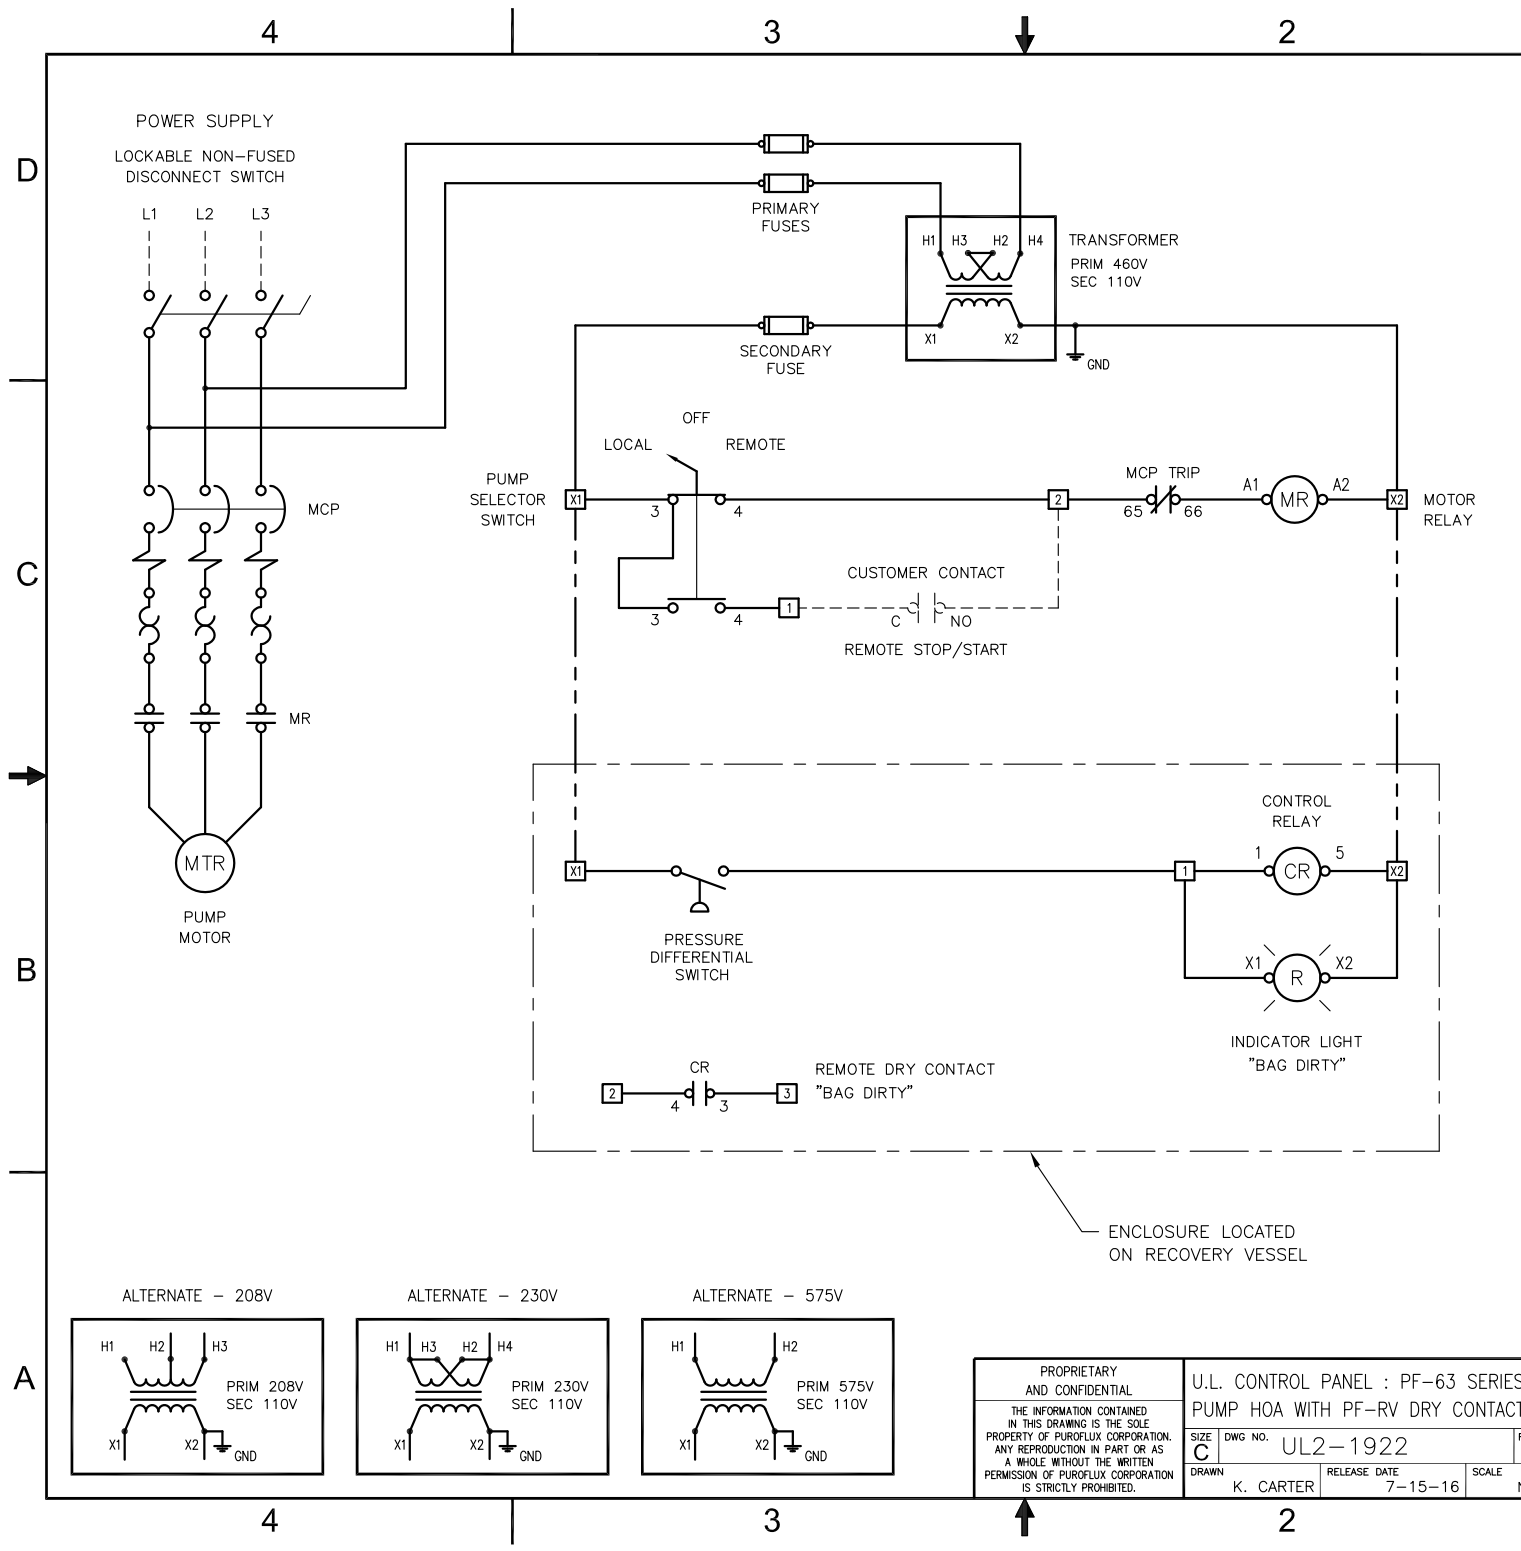 4
3
2
D
C
B
A
POWER SUPPLY
LOCKABLE NON-FUSED
DISCONNECT SWITCH
L1
L2
L3
PRIMARY
FUSES
H1
H3
H2
H4
TRANSFORMER
PRIM 460V
SEC 110V
X1
X2
GND
SECONDARY
FUSE
OFF
LOCAL
REMOTE
PUMP
SELECTOR
SWITCH
X1
3
4
2
MCP TRIP
65
66
A1
MR
A2
X2
MOTOR
RELAY
MCP
CUSTOMER CONTACT
3
4
1
C
NO
REMOTE STOP/START
MR
MTR
PUMP
MOTOR
CONTROL
RELAY
X1
1
1
CR
5
X2
PRESSURE
DIFFERENTIAL
SWITCH
X1
R
X2
INDICATOR LIGHT
"BAG DIRTY"
CR
2
4
3
3
REMOTE DRY CONTACT
"BAG DIRTY"
ENCLOSURE LOCATED
ON RECOVERY VESSEL
ALTERNATE - 208V
H1
H2
H3
PRIM 208V
SEC 110V
X1
X2
GND
ALTERNATE - 230V
H1
H3
H2
H4
PRIM 230V
SEC 110V
X1
X2
GND
ALTERNATE - 575V
H1
H2
PRIM 575V
SEC 110V
X1
X2
GND
PROPRIETARY
AND CONFIDENTIAL
THE INFORMATION CONTAINED
IN THIS DRAWING IS THE SOLE
PROPERTY OF PUROFLUX CORPORATION.
ANY REPRODUCTION IN PART OR AS
A WHOLE WITHOUT THE WRITTEN
PERMISSION OF PUROFLUX CORPORATION
IS STRICTLY PROHIBITED.
U.L. CONTROL PANEL : PF-63 SERIES
PUMP HOA WITH PF-RV DRY CONTACT
SIZE
C
DWG NO.
UL2-1922
DRAWN
K. CARTER
RELEASE DATE
7-15-16
SCALE
4
3
2